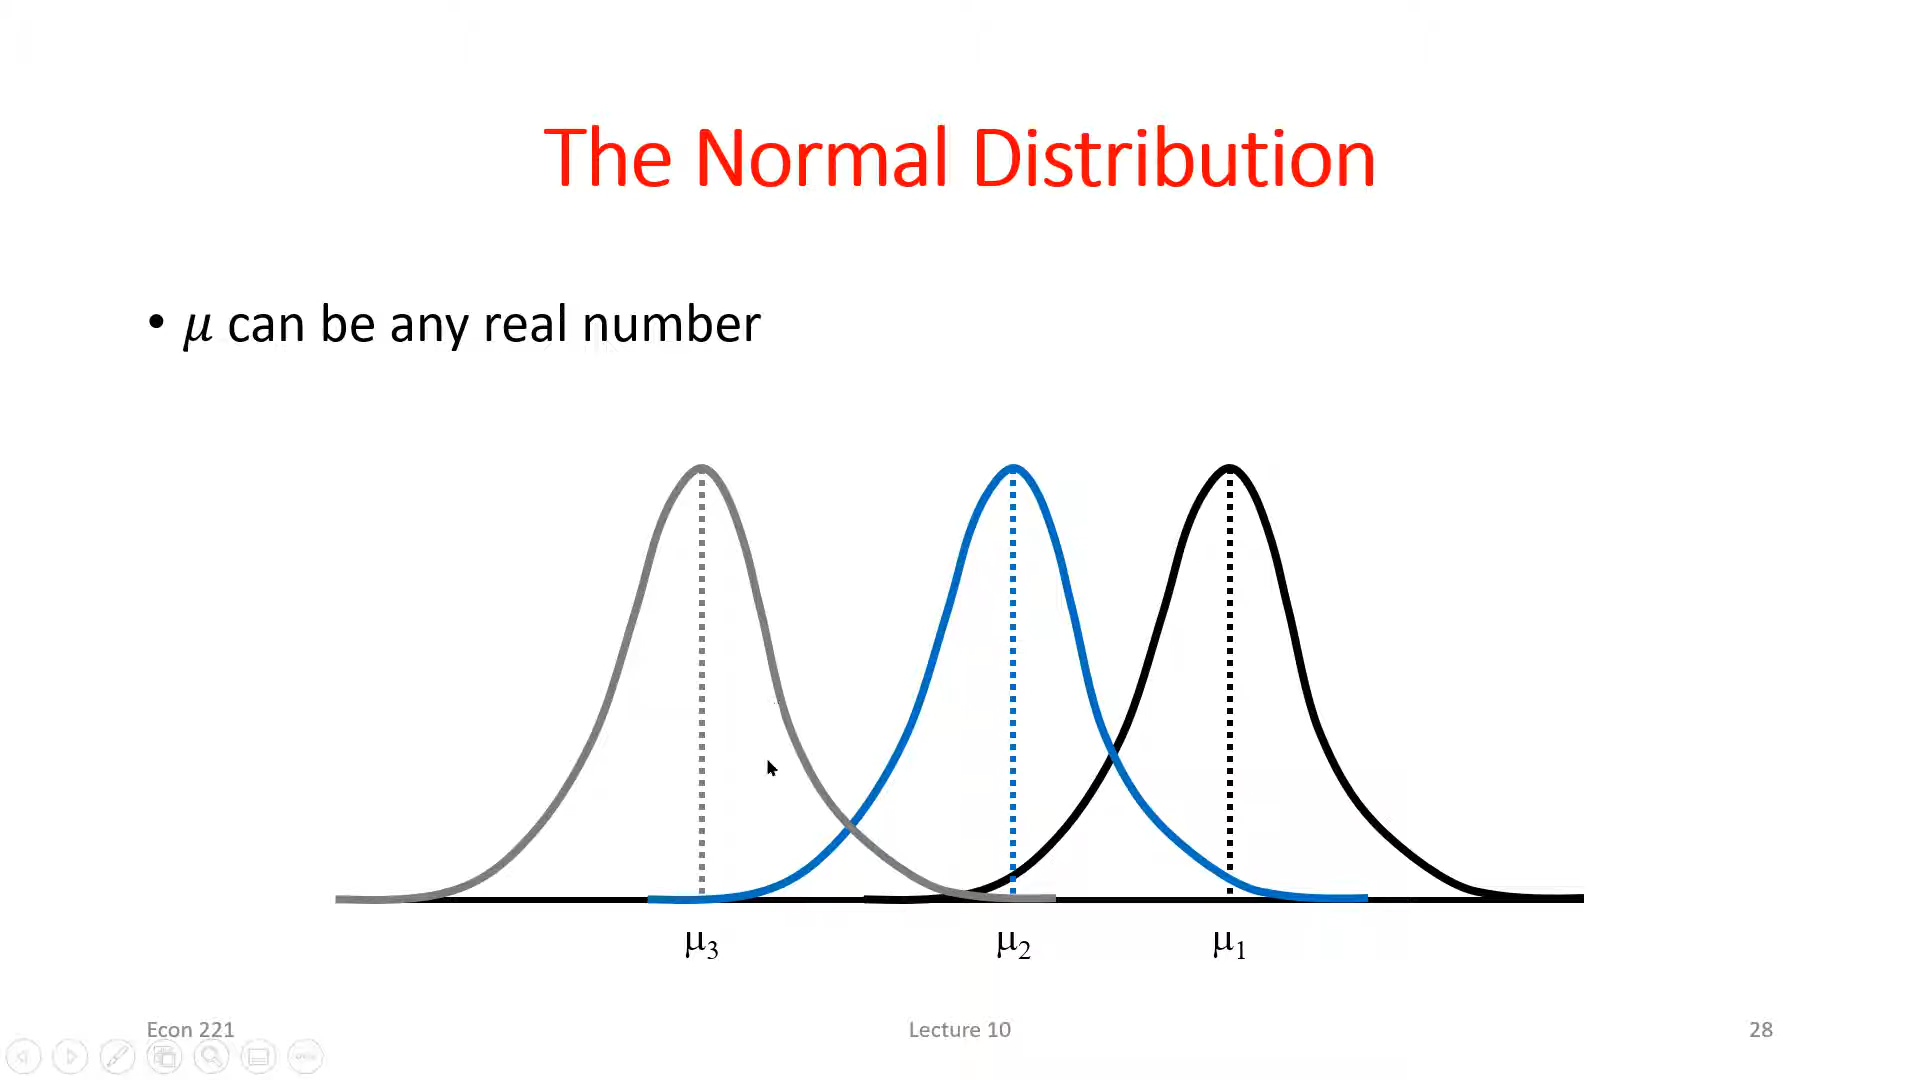 The Normal Distribution
• 𝜇 can be any real number
μ₃ μ₂ μ₁
Econ 221 Lecture 10 28